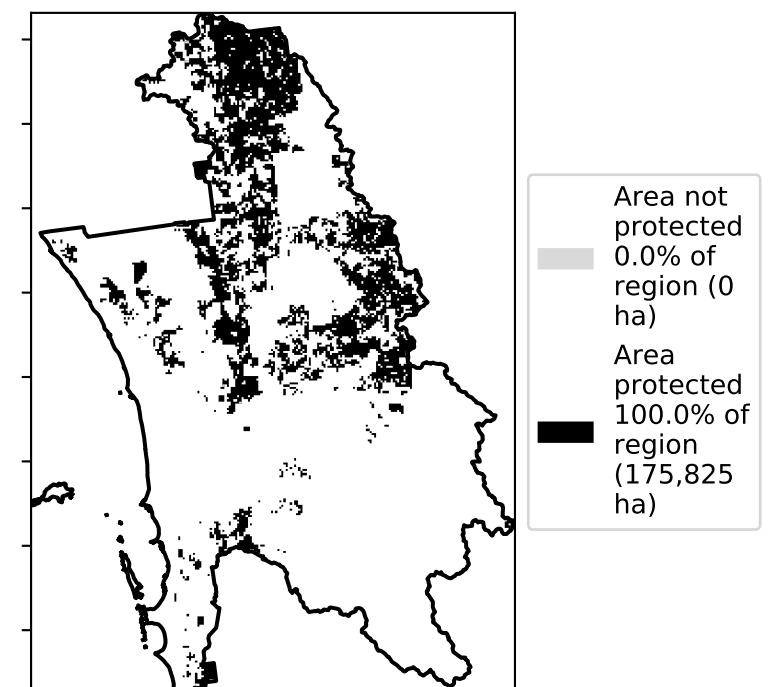 Area not
protected
0.0% of
region (0
ha)
Area
protected
100.0% of
region
(175,825
ha)